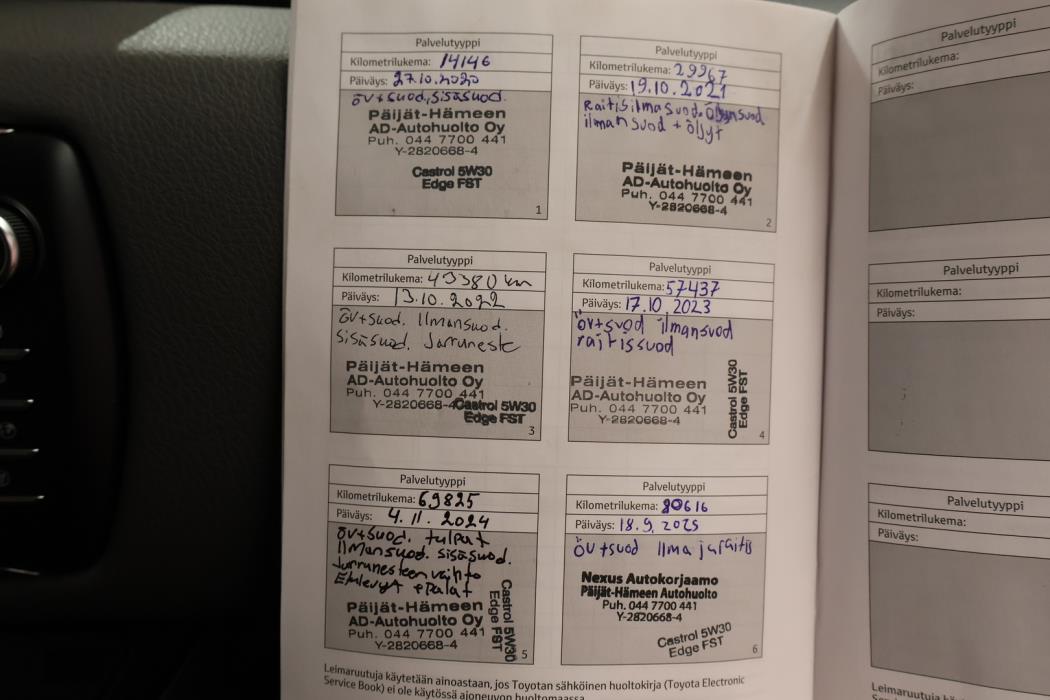 Palvelutyyppi
Kilometrilukema: 14146
Päiväys: 27.10.2020
öv+suod, sisäsuod.
Päijät-Hämeen
AD-Autohuolto Oy
Puh. 044 7700 441
Y-2820668-4
Castrol 5W30
Edge FST
1
Palvelutyyppi
Kilometrilukema: 29967
Päiväys: 19.10.2021
Raitisilmasuod. öljynsuod
ilmansuod + öljyt
Päijät-Hämeen
AD-Autohuolto Oy
Puh. 044 7700 441
Y-2820668-4
2
Palvelutyyppi
Kilometrilukema: 43380 km
Päiväys: 13.10.2022
öv+suod. Ilmansuod.
sisäsuod. Jarruneste
Päijät-Hämeen
AD-Autohuolto Oy
Puh. 044 7700 441
Y-2820668-4
Castrol 5W30
Edge FST
3
Palvelutyyppi
Kilometrilukema: 57437
Päiväys: 17.10 2023
öv+suod ilmansuod
raitissuod
Päijät-Hämeen
AD-Autohuolto Oy
Puh. 044 7700 441
Y-2820668-4
Castrol 5W30
Edge FST
4
Palvelutyyppi
Kilometrilukema: 69825
Päiväys: 4.11.2024
öv+suod. tulpat
Ilmansuod. sisäsuod.
Jarrunesteen vaihto
Etulevyt + palat
Päijät-Hämeen
AD-Autohuolto Oy
Puh. 044 7700 441
Y-2820668-4
Castrol 5W30
Edge FST
5
Palvelutyyppi
Kilometrilukema: 80616
Päiväys: 18.9.2025
öv+suod ilma ja raitis
Nexus Autokorjaamo
Päijät-Hämeen Autohuolto
Puh. 044 7700 441
Y-2820668-4
Castrol 5W30
Edge FST
6
Leimaruutuja käytetään ainoastaan, jos Toyotan sähköinen huoltokirja (Toyota Electronic
Service Book) ei ole käytössä ajoneuvon huoltomaassa.
Palvelutyyppi
Kilometrilukema:
Päiväys:
Palvelutyyppi
Kilometrilukema:
Päiväys:
Palvelutyyppi
Kilometrilukema:
Päiväys:
Leimaruutuja käytetään